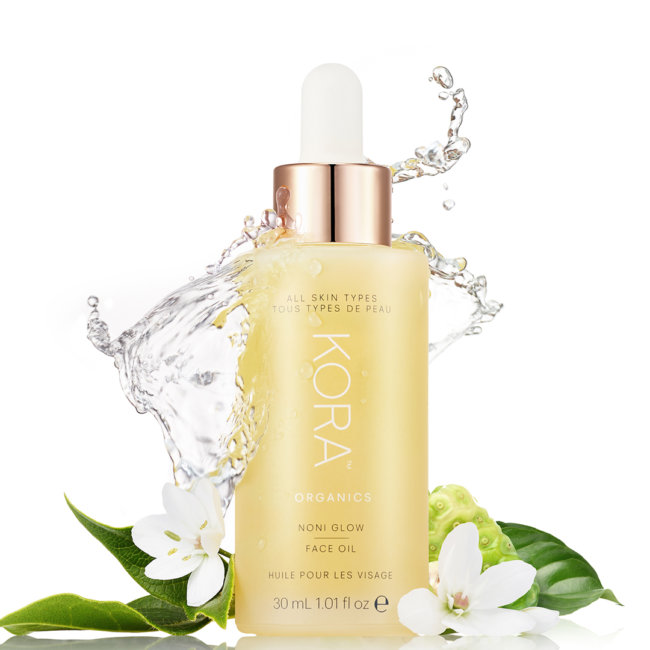 ALL SKIN TYPES
TOUS TYPES DE PEAU
KORA™
ORGANICS
NONI GLOW
FACE OIL
HUILE POUR LES VISAGE
30 mL 1.01 fl oz ℮